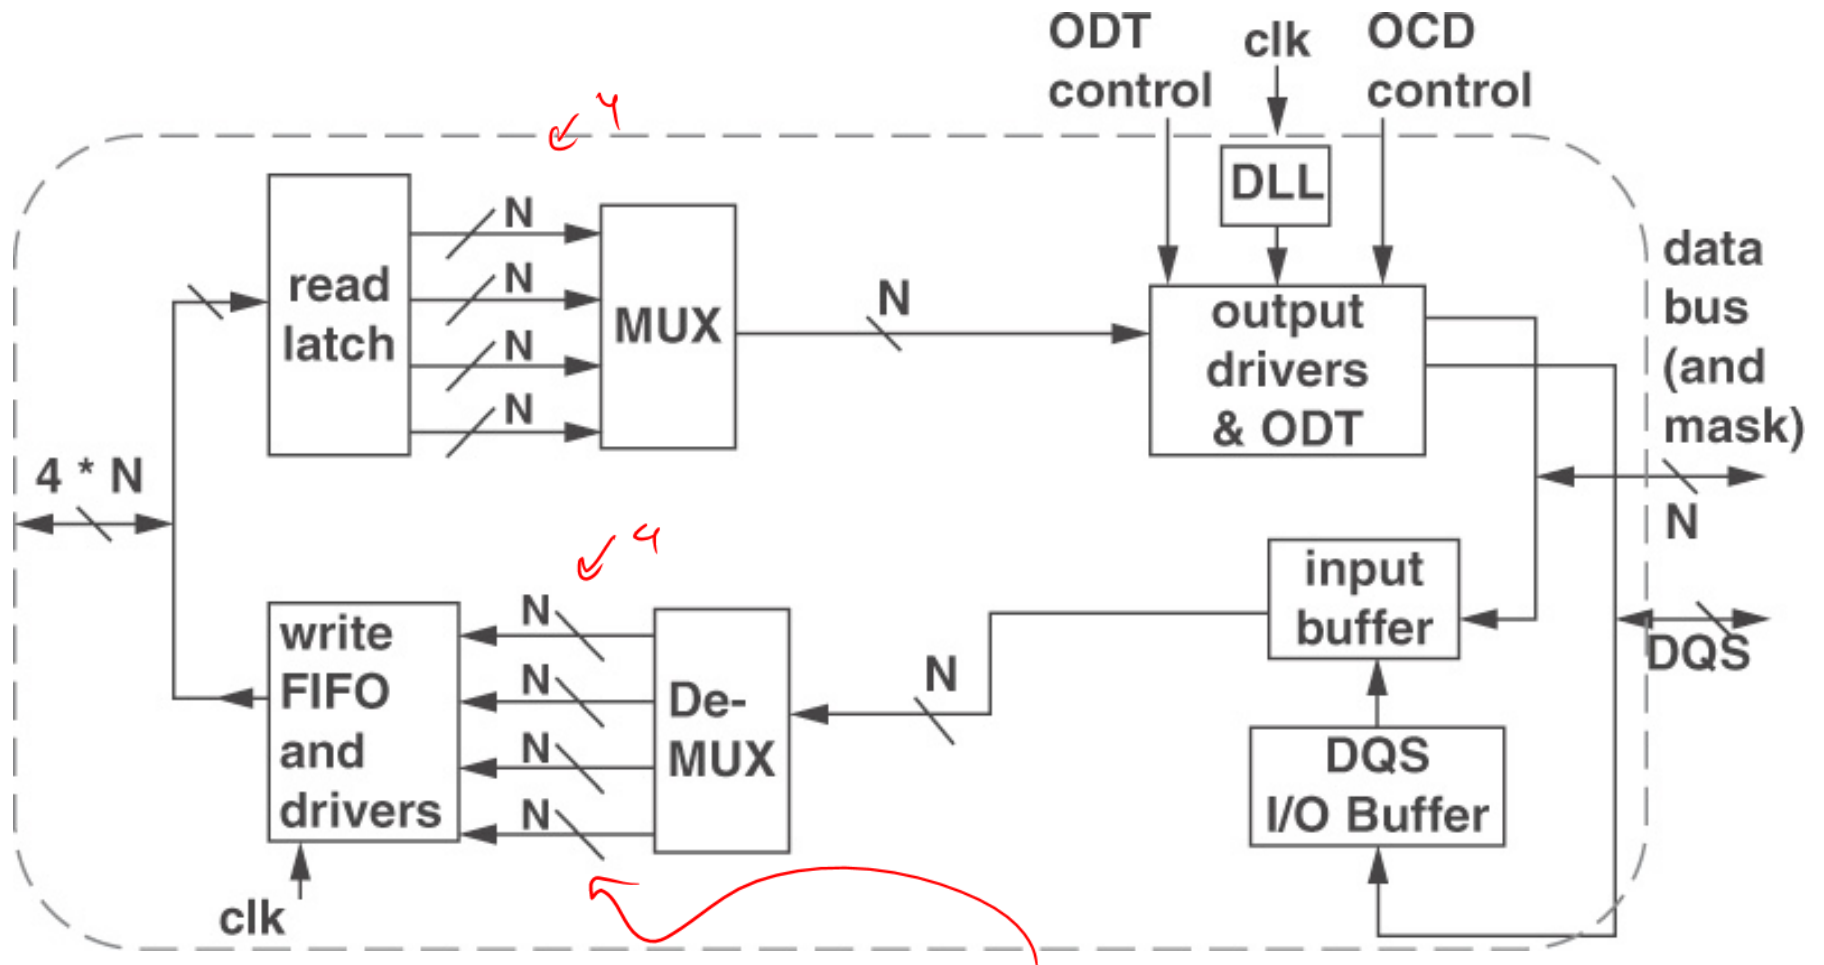 ODT
control
clk
OCD
control
4
DLL
read
latch
N
N
N
N
MUX
N
output
drivers
& ODT
data
bus
(and
mask)
N
4 * N
4
write
FIFO
and
drivers
N
N
N
N
De-
MUX
N
input
buffer
DQS
DQS
I/O Buffer
clk